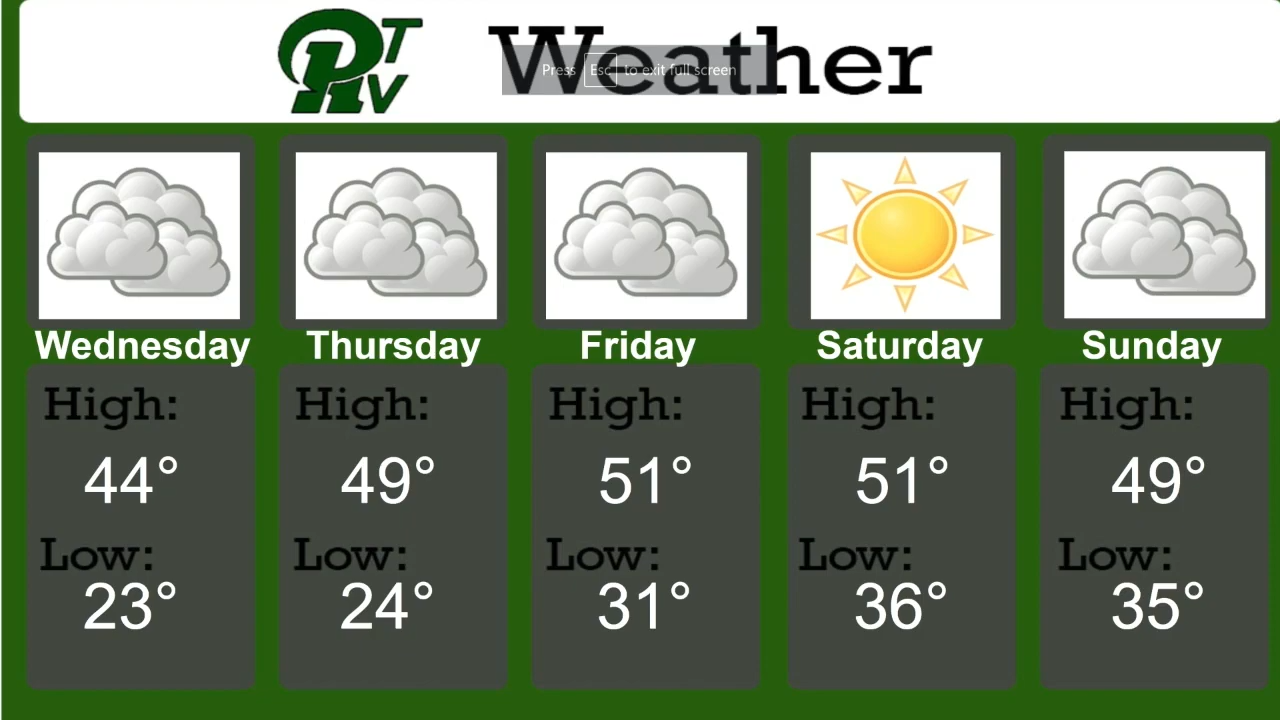 PTV Weather
Press Esc to exit full screen
Wednesday Thursday Friday Saturday Sunday
High: High: High: High: High:
44° 49° 51° 51° 49°
Low: Low: Low: Low: Low:
23° 24° 31° 36° 35°